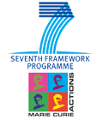 SEVENTH FRAMEWORK
PROGRAMME
MARIE CURIE
ACTIONS